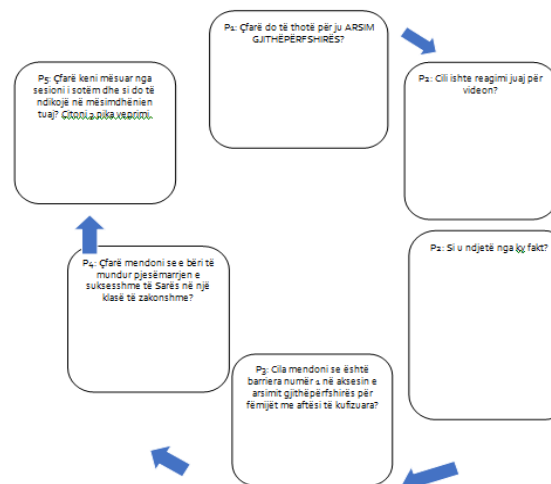 P1: Çfarë do të thotë për ju ARSIM
GJITHËPËRFSHIRËS?
P2: Cili ishte reagimi juaj për
videon?
P2: Si u ndjetë nga ky fakt?
P3: Cila mendoni se është
barriera numër 1 në aksesin e
arsimit gjithëpërfshirës për
fëmijët me aftësi të kufizuara?
P4: Çfarë mendoni se e bëri të
mundur pjesëmarrjen e
suksesshme të Sarës në një
klasë të zakonshme?
P5: Çfarë keni mësuar nga
sesioni i sotëm dhe si do të
ndikojë në mësimdhënien
tuaj? Citoni 2 pika veprimi.